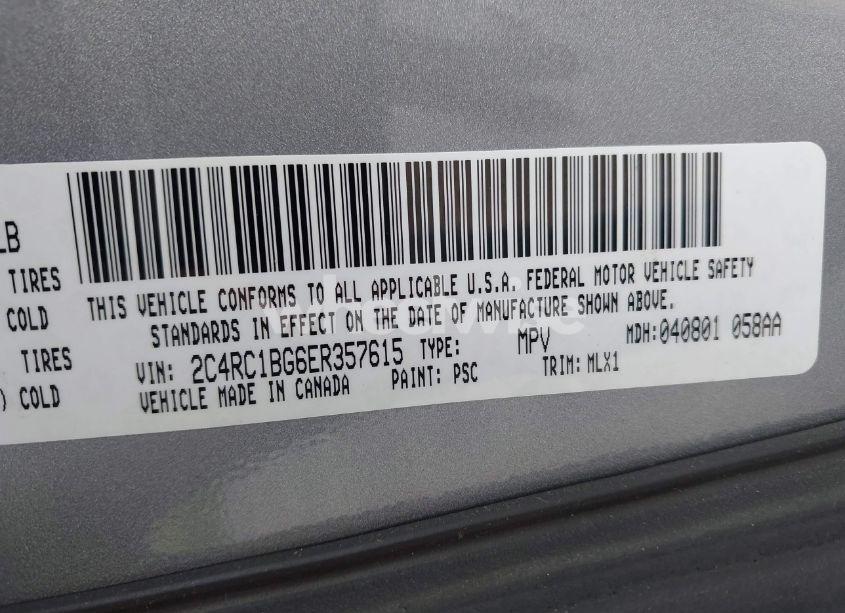 LB
TIRES
COLD
TIRES
) COLD
THIS VEHICLE CONFORMS TO ALL APPLICABLE U.S.A. FEDERAL MOTOR VEHICLE SAFETY
STANDARDS IN EFFECT ON THE DATE OF MANUFACTURE SHOWN ABOVE.
VIN: 2C4RC1BG6ER357615 TYPE: MPV MDH:040801 058AA
VEHICLE MADE IN CANADA PAINT: PSC TRIM: MLX1